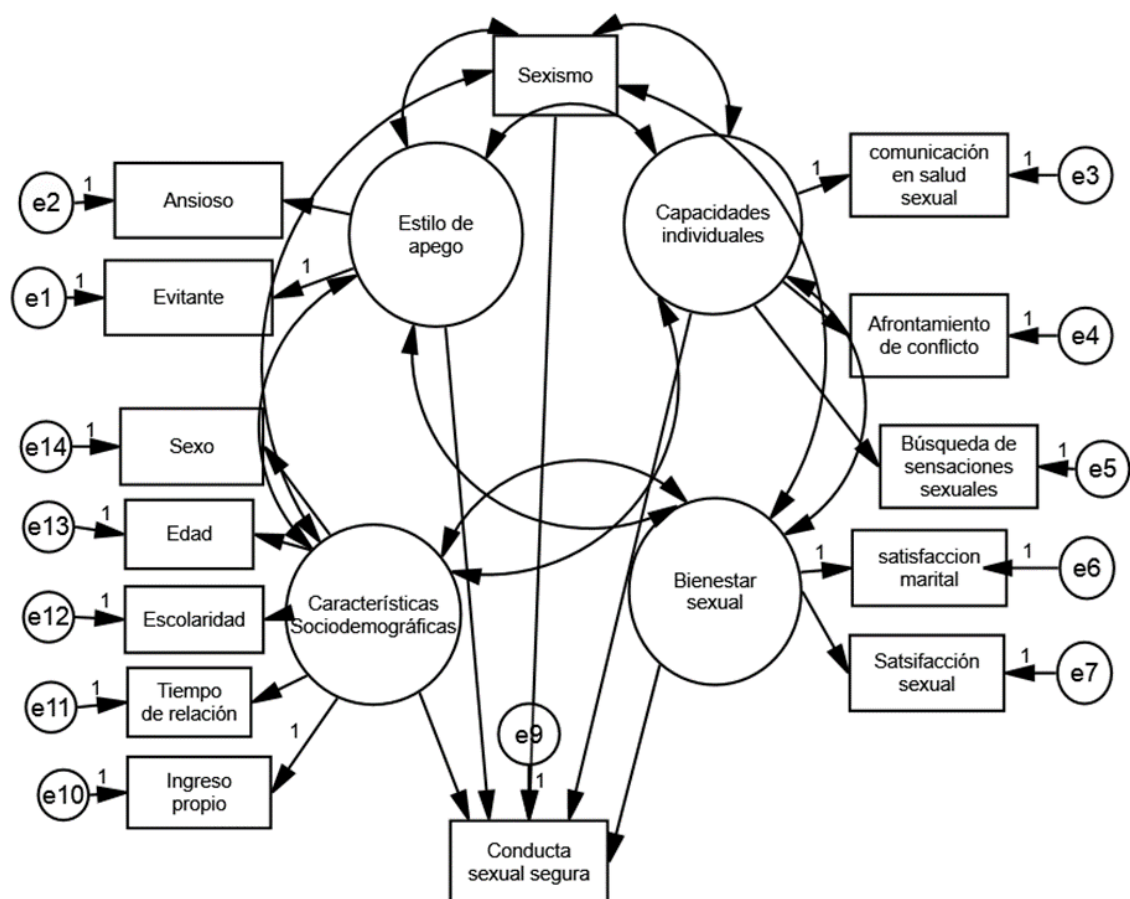 Sexismo
e2
1
Ansioso
Estilo de
apego
Capacidades
individuales
1
comunicación
en salud
sexual
1
e3
e1
1
Evitante
1
Afrontamiento
de conflicto
1
e4
e14
1
Sexo
Búsqueda de
sensaciones
sexuales
1
e5
e13
1
Edad
Características
Sociodemográficas
Bienestar
sexual
1
satisfaccion
marital
1
e6
e12
1
Escolaridad
e11
1
Tiempo
de relación
Satsifacción
sexual
1
e7
e10
1
Ingreso
propio
1
e9
1
Conducta
sexual segura